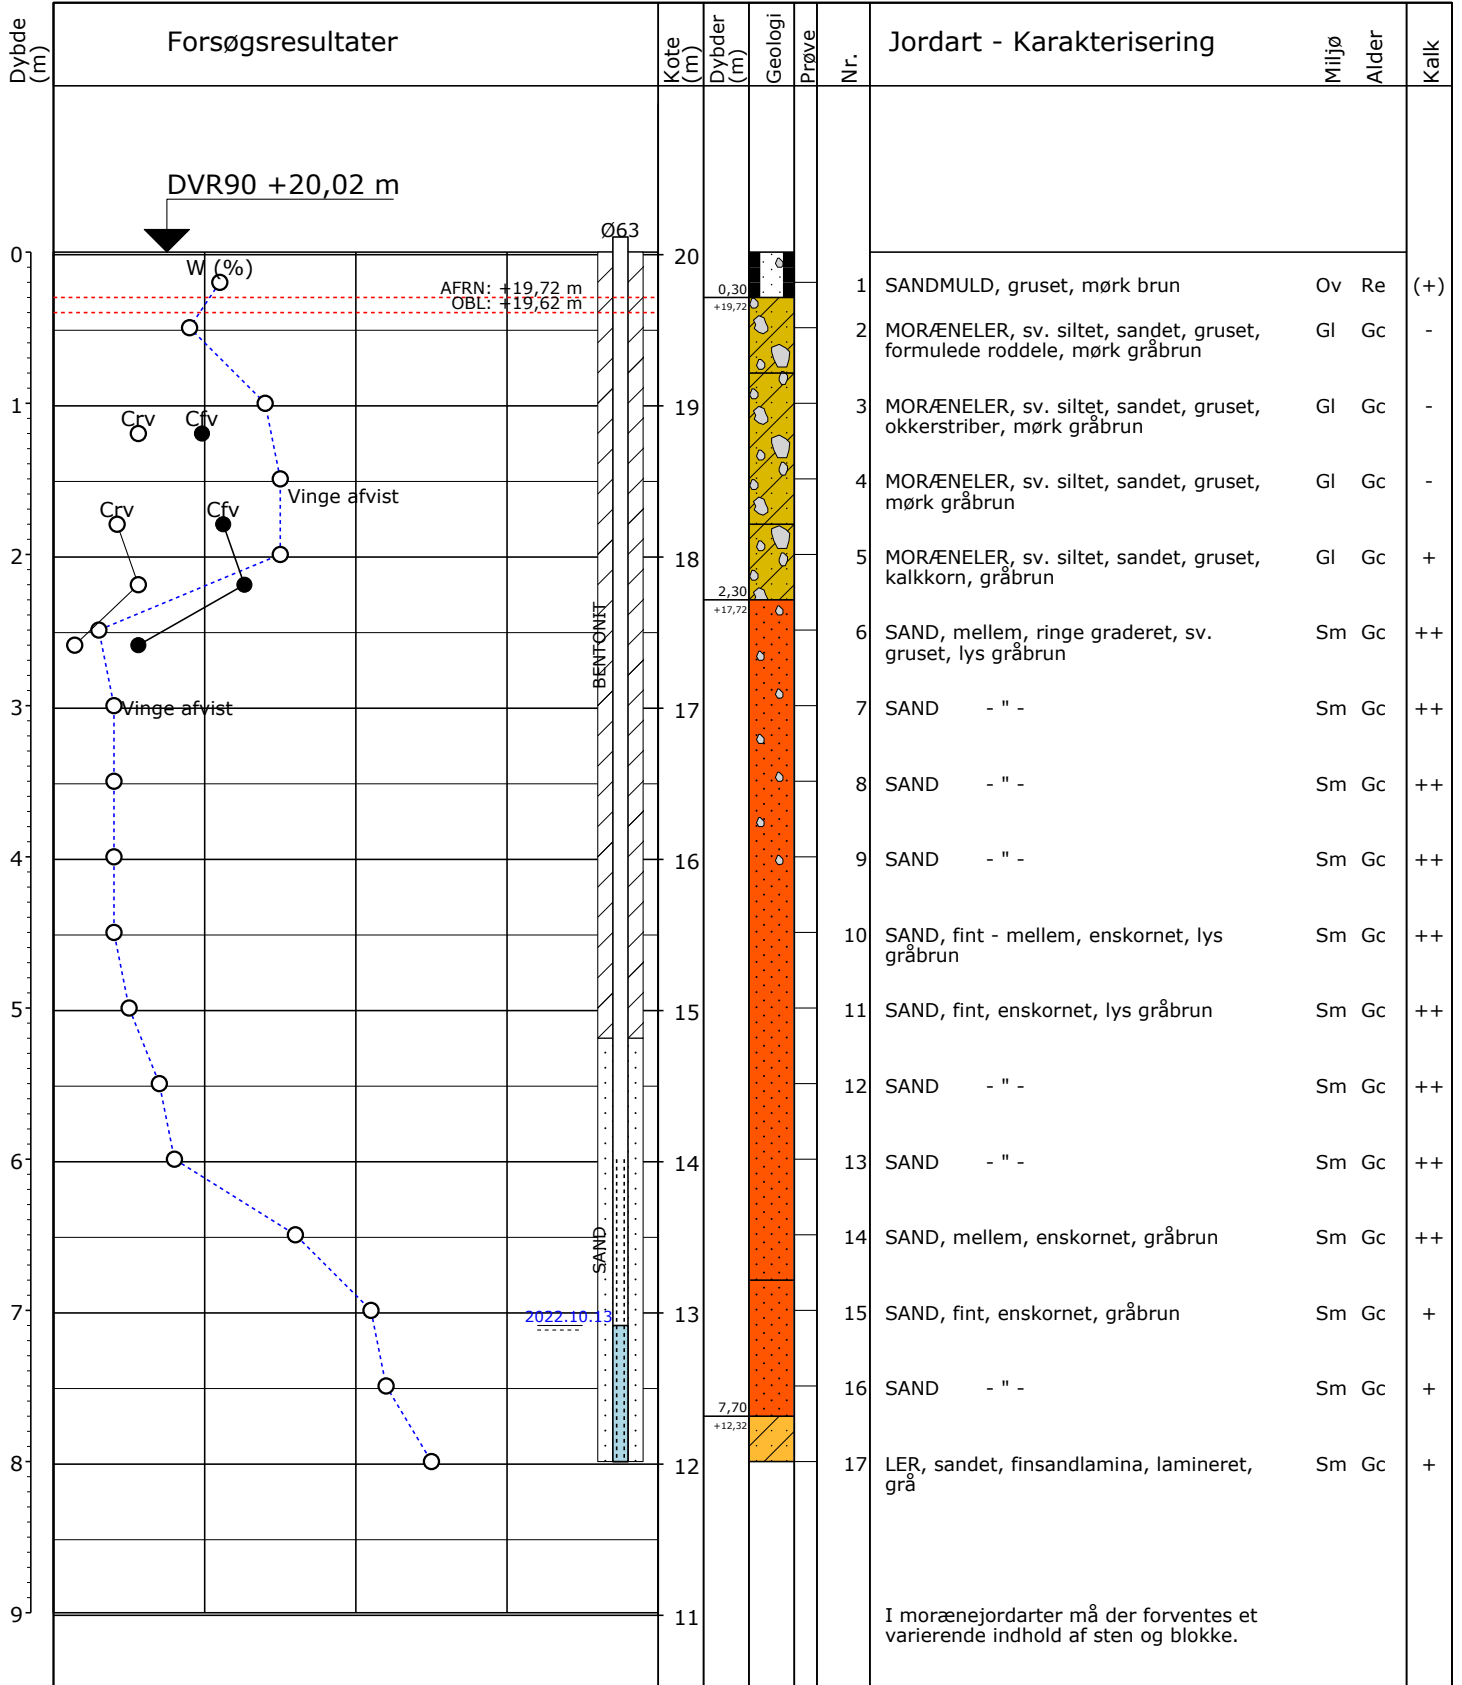 Dybde (m)
Forsøgsresultater
Kote (m)
Dybder (m)
Geologi
Prøve
Nr.
Jordart - Karakterisering
Miljø
Alder
Kalk
DVR90 +20,02 m
Ø63
0
20
W (%)
AFRN: +19,72 m
OBL: +19,62 m
0,30
+19,72
1 SANDMULD, gruset, mørk brun Ov Re (+)
2 MORÆNELER, sv. siltet, sandet, gruset, Gl Gc -
formulede roddele, mørk gråbrun
1
19
Crv
Cfv
3 MORÆNELER, sv. siltet, sandet, gruset, Gl Gc -
okkerstriber, mørk gråbrun
Vinge afvist
4 MORÆNELER, sv. siltet, sandet, gruset, Gl Gc -
mørk gråbrun
Crv
Cfv
2
18
5 MORÆNELER, sv. siltet, sandet, gruset, Gl Gc +
kalkkorn, gråbrun
2,30
+17,72
BENTONIT
6 SAND, mellem, ringe graderet, sv. Sm Gc ++
gruset, lys gråbrun
3
Vinge afvist
17
7 SAND - " - Sm Gc ++
8 SAND - " - Sm Gc ++
4
16
9 SAND - " - Sm Gc ++
10 SAND, fint - mellem, enskornet, lys Sm Gc ++
gråbrun
5
15
11 SAND, fint, enskornet, lys gråbrun Sm Gc ++
12 SAND - " - Sm Gc ++
6
14
13 SAND - " - Sm Gc ++
SAND
14 SAND, mellem, enskornet, gråbrun Sm Gc ++
7
2022.10.13
13
15 SAND, fint, enskornet, gråbrun Sm Gc +
16 SAND - " - Sm Gc +
7,70
+12,32
8
12
17 LER, sandet, finsandlamina, lamineret, Sm Gc +
grå
9
11
I morænejordarter må der forventes et
varierende indhold af sten og blokke.